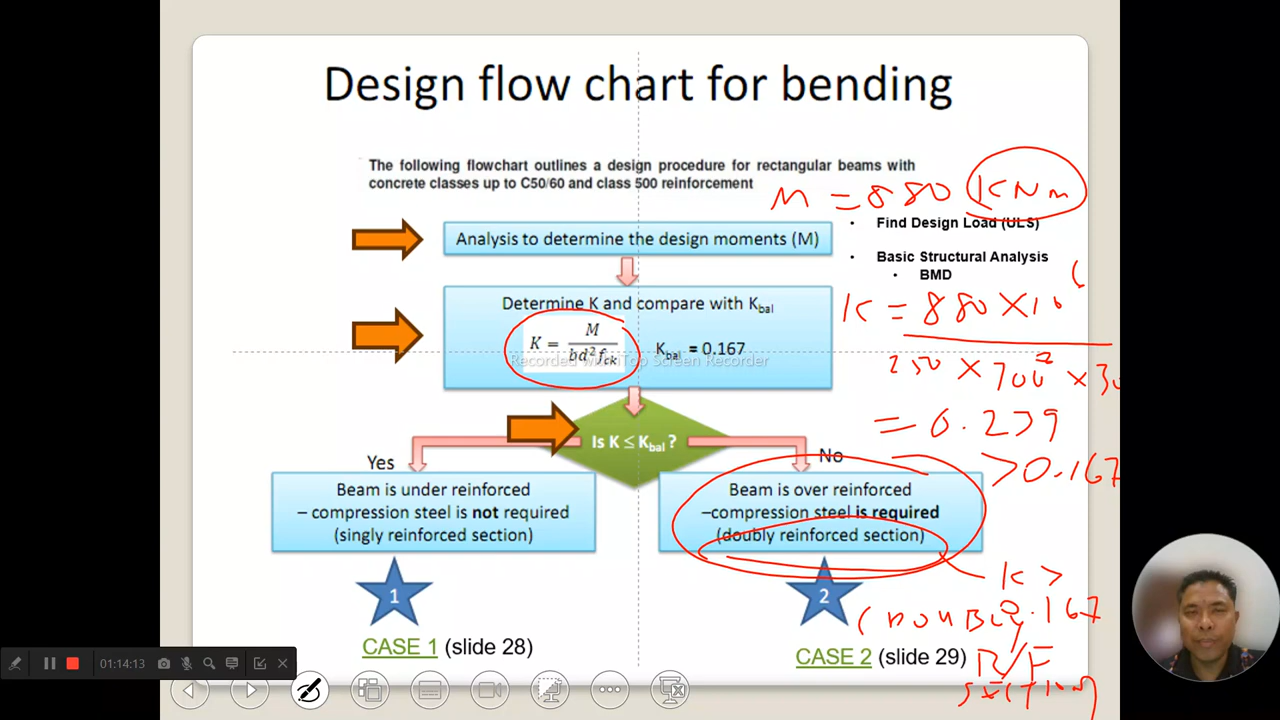 Design flow chart for bending
The following flowchart outlines a design procedure for rectangular beams with
concrete classes up to C50/60 and class 500 reinforcement
M = 880 KNm
• Find Design Load (ULS)
Analysis to determine the design moments (M)
• Basic Structural Analysis
• BMD
Determine K and compare with Kbal
K = M / bd²fck
Kbal = 0.167
K = 880 × 10⁶
250 × 700² × 30
= 0.239
> 0.167
Is K ≤ Kbal ?
Yes
No
Beam is under reinforced
– compression steel is not required
(singly reinforced section)
Beam is over reinforced
–compression steel is required
(doubly reinforced section)
K >
0.167
(DOUBLY
R/F
SECTION)
1
2
CASE 1 (slide 28)
CASE 2 (slide 29)
01:14:13